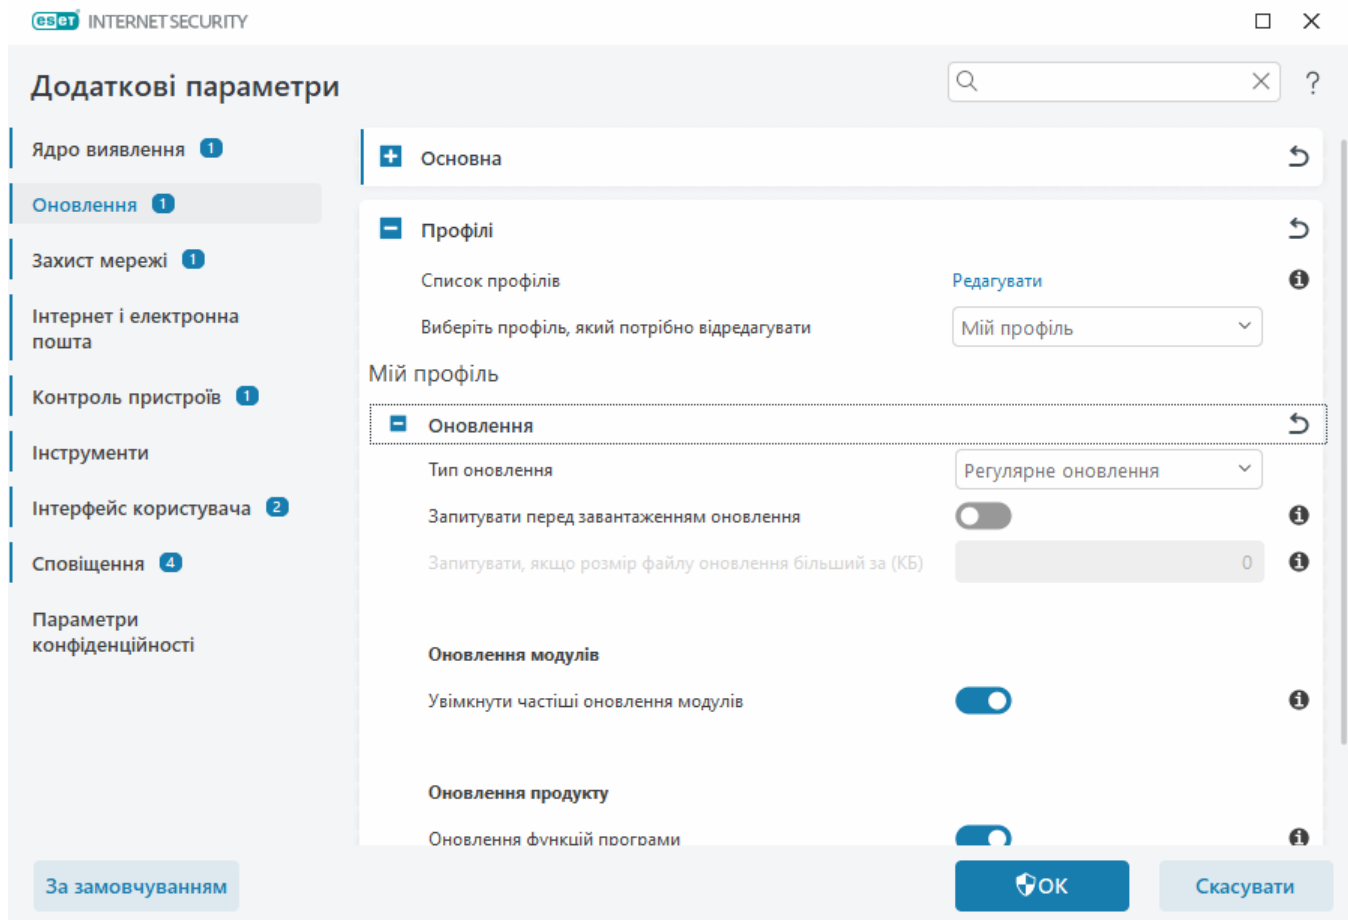 eset INTERNET SECURITY
Додаткові параметри
?
Ядро виявлення 1
Оновлення 1
Захист мережі 1
Інтернет і електронна
пошта
Контроль пристроїв 1
Інструменти
Інтерфейс користувача 2
Сповіщення 4
Параметри
конфіденційності
Основна
Профілі
Список профілів Редагувати
Виберіть профіль, який потрібно відредагувати Мій профіль
Мій профіль
Оновлення
Тип оновлення Регулярне оновлення
Запитувати перед завантаженням оновлення
Запитувати, якщо розмір файлу оновлення більший за (КБ) 0
Оновлення модулів
Увімкнути частіші оновлення модулів
Оновлення продукту
Оновлення функцій програми
За замовчуванням
ОК
Скасувати